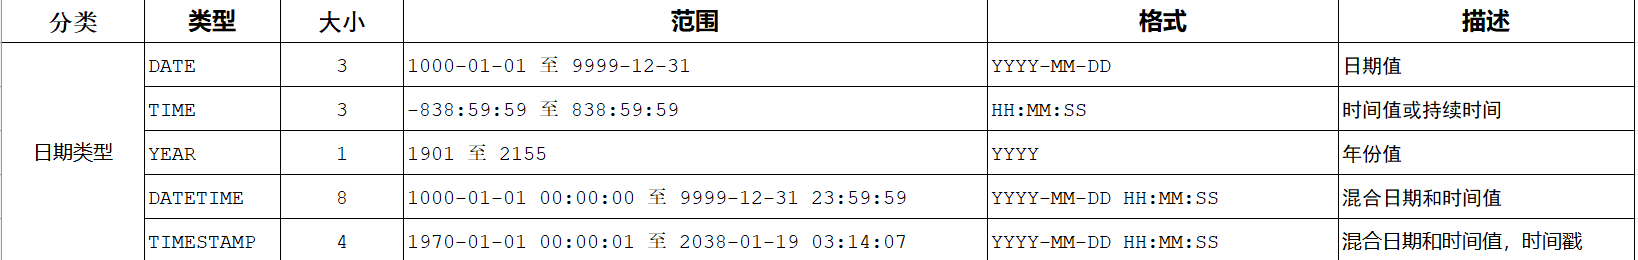 分类 类型 大小 范围 格式 描述
DATE 3 1000-01-01 至 9999-12-31 YYYY-MM-DD 日期值
TIME 3 -838:59:59 至 838:59:59 HH:MM:SS 时间值或持续时间
日期类型 YEAR 1 1901 至 2155 YYYY 年份值
DATETIME 8 1000-01-01 00:00:00 至 9999-12-31 23:59:59 YYYY-MM-DD HH:MM:SS 混合日期和时间值
TIMESTAMP 4 1970-01-01 00:00:01 至 2038-01-19 03:14:07 YYYY-MM-DD HH:MM:SS 混合日期和时间值，时间戳